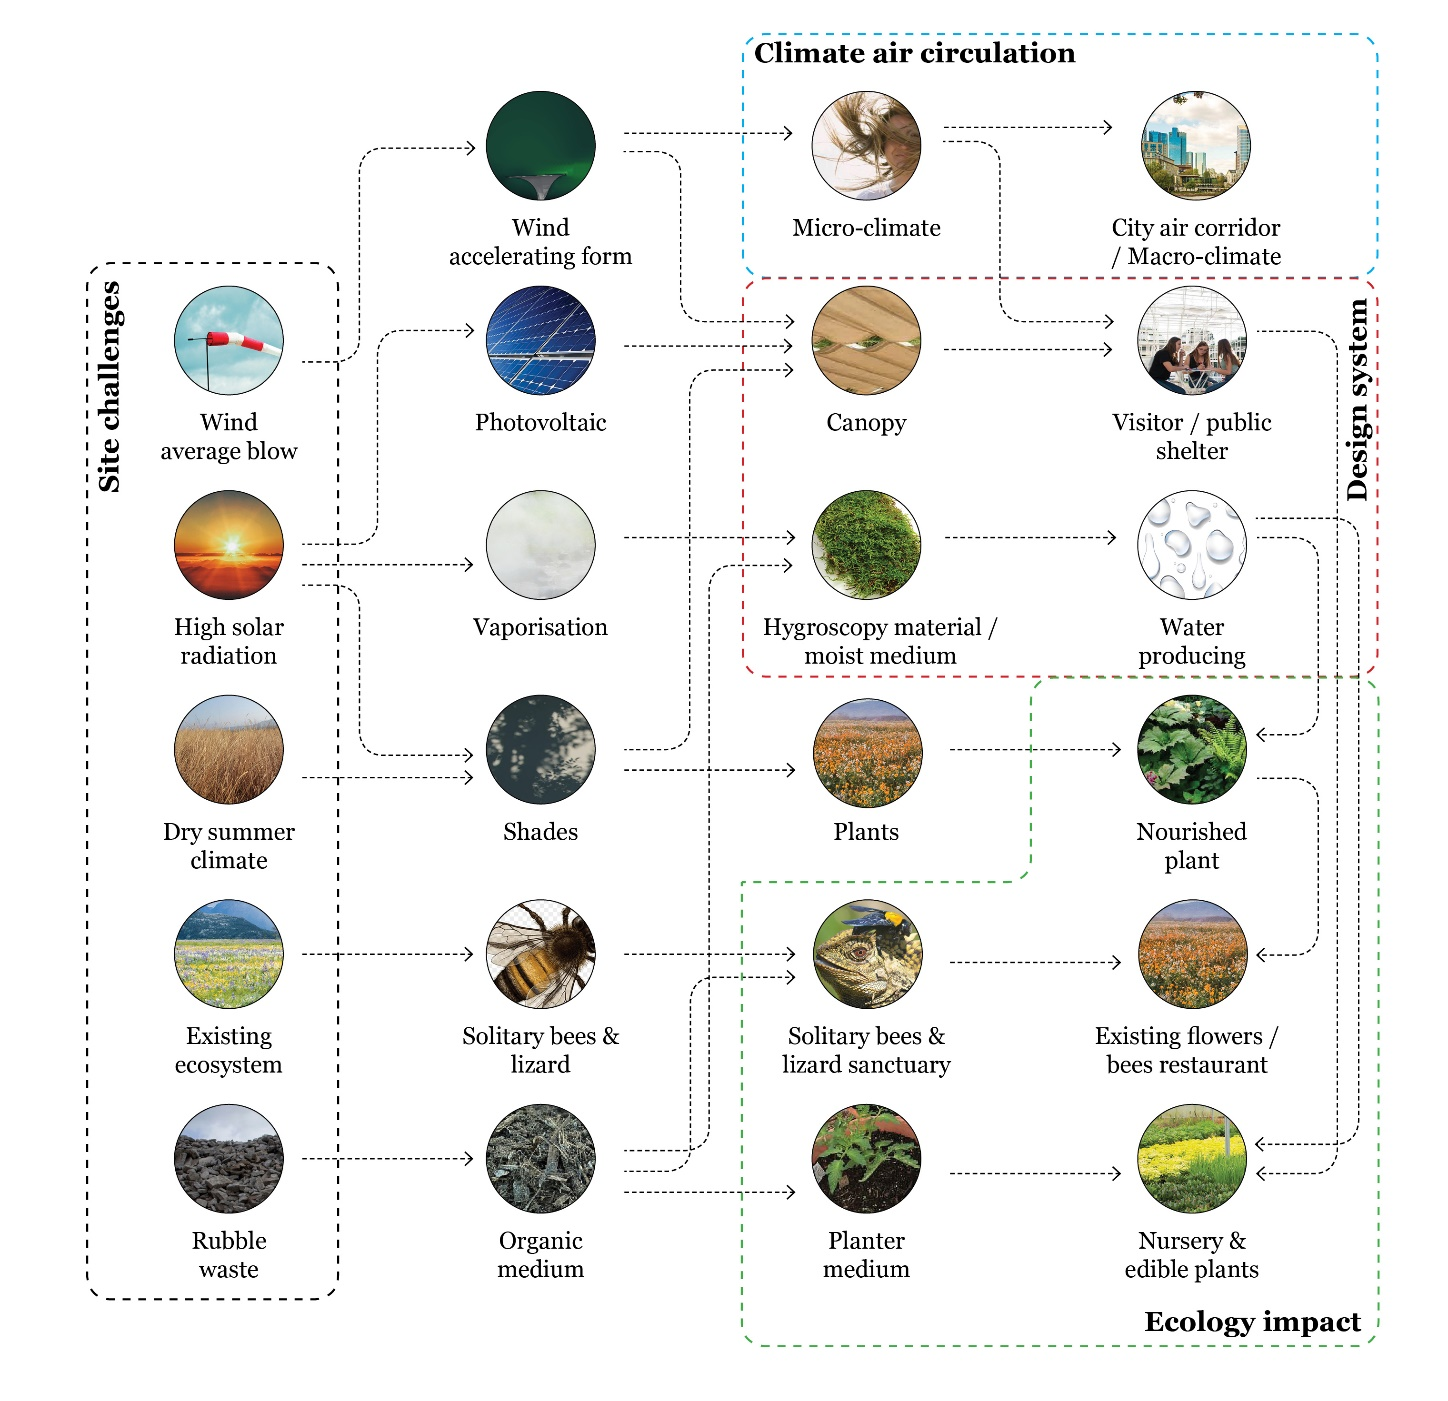 Climate air circulation
Wind
accelerating form
Micro-climate
City air corridor
/ Macro-climate
Site challenges
Wind
average blow
Photovoltaic
Canopy
Visitor / public
shelter
Design system
High solar
radiation
Vaporisation
Hygroscopy material /
moist medium
Water
producing
Dry summer
climate
Shades
Plants
Nourished
plant
Existing
ecosystem
Solitary bees &
lizard
Solitary bees &
lizard sanctuary
Existing flowers /
bees restaurant
Rubble
waste
Organic
medium
Planter
medium
Nursery &
edible plants
Ecology impact